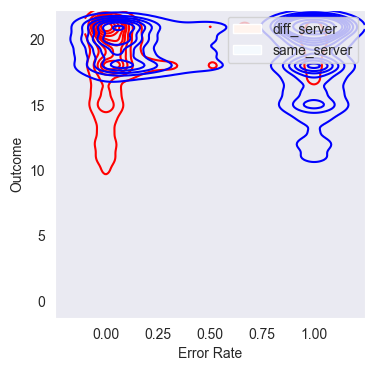 diff_server
same_server
20
15
10
5
0
Outcome
0.00 0.25 0.50 0.75 1.00
Error Rate